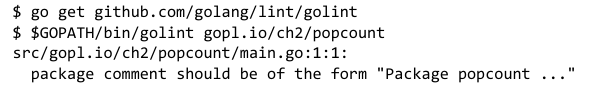 $ go get github.com/golang/lint/golint
$ $GOPATH/bin/golint gopl.io/ch2/popcount
src/gopl.io/ch2/popcount/main.go:1:1:
  package comment should be of the form "Package popcount ..."